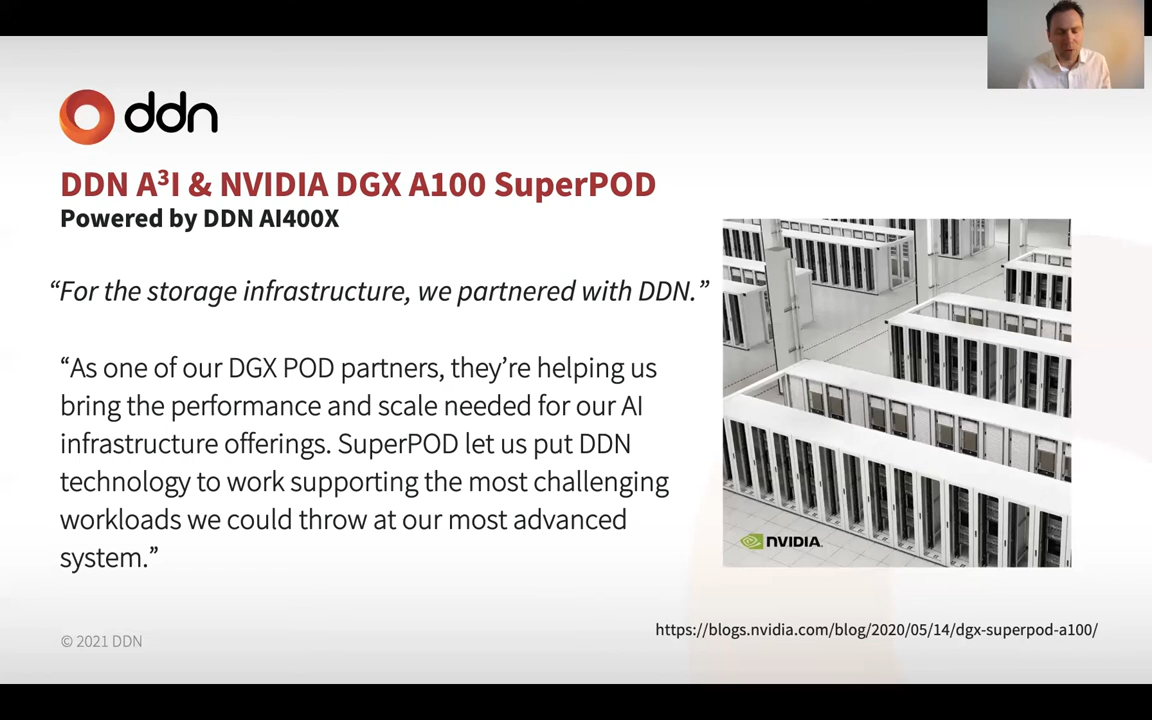 ddn
DDN A³I & NVIDIA DGX A100 SuperPOD
Powered by DDN AI400X
“For the storage infrastructure, we partnered with DDN.”
“As one of our DGX POD partners, they’re helping us
bring the performance and scale needed for our AI
infrastructure offerings. SuperPOD let us put DDN
technology to work supporting the most challenging
workloads we could throw at our most advanced
system.”
NVIDIA.
https://blogs.nvidia.com/blog/2020/05/14/dgx-superpod-a100/
© 2021 DDN